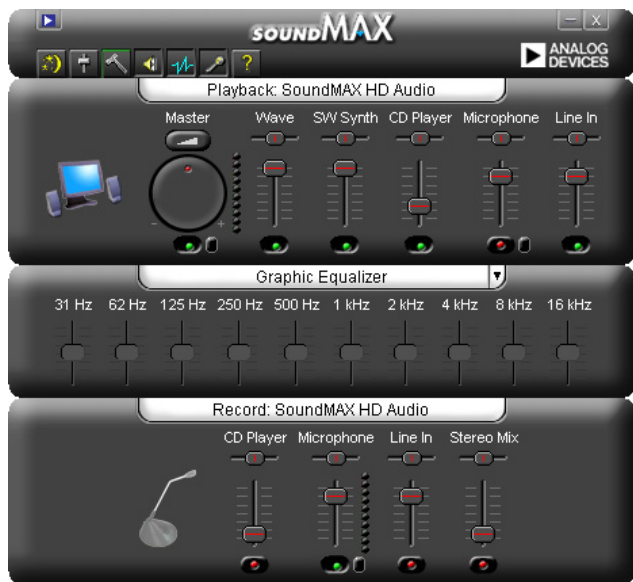 SOUNDMAX
ANALOG
DEVICES
?
Playback: SoundMAX HD Audio
Master Wave SW Synth CD Player Microphone Line In
- +
Graphic Equalizer
31 Hz 62 Hz 125 Hz 250 Hz 500 Hz 1 kHz 2 kHz 4 kHz 8 kHz 16 kHz
Record: SoundMAX HD Audio
CD Player Microphone Line In Stereo Mix